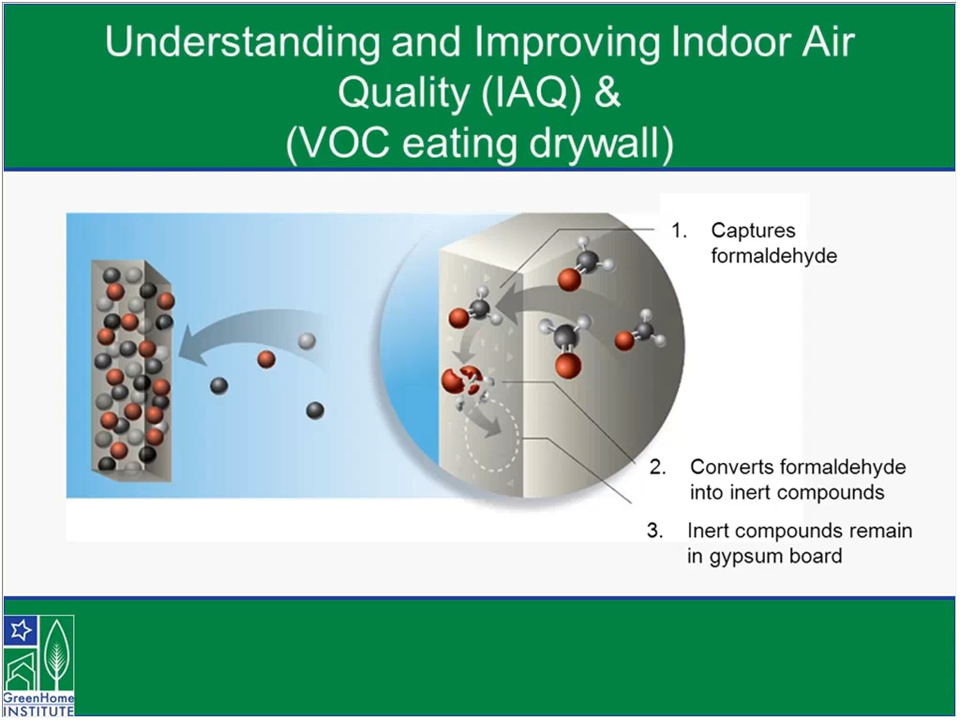 Understanding and Improving Indoor Air
Quality (IAQ) &
(VOC eating drywall)
1. Captures
formaldehyde
2. Converts formaldehyde
into inert compounds
3. Inert compounds remain
in gypsum board
GreenHome
INSTITUTE